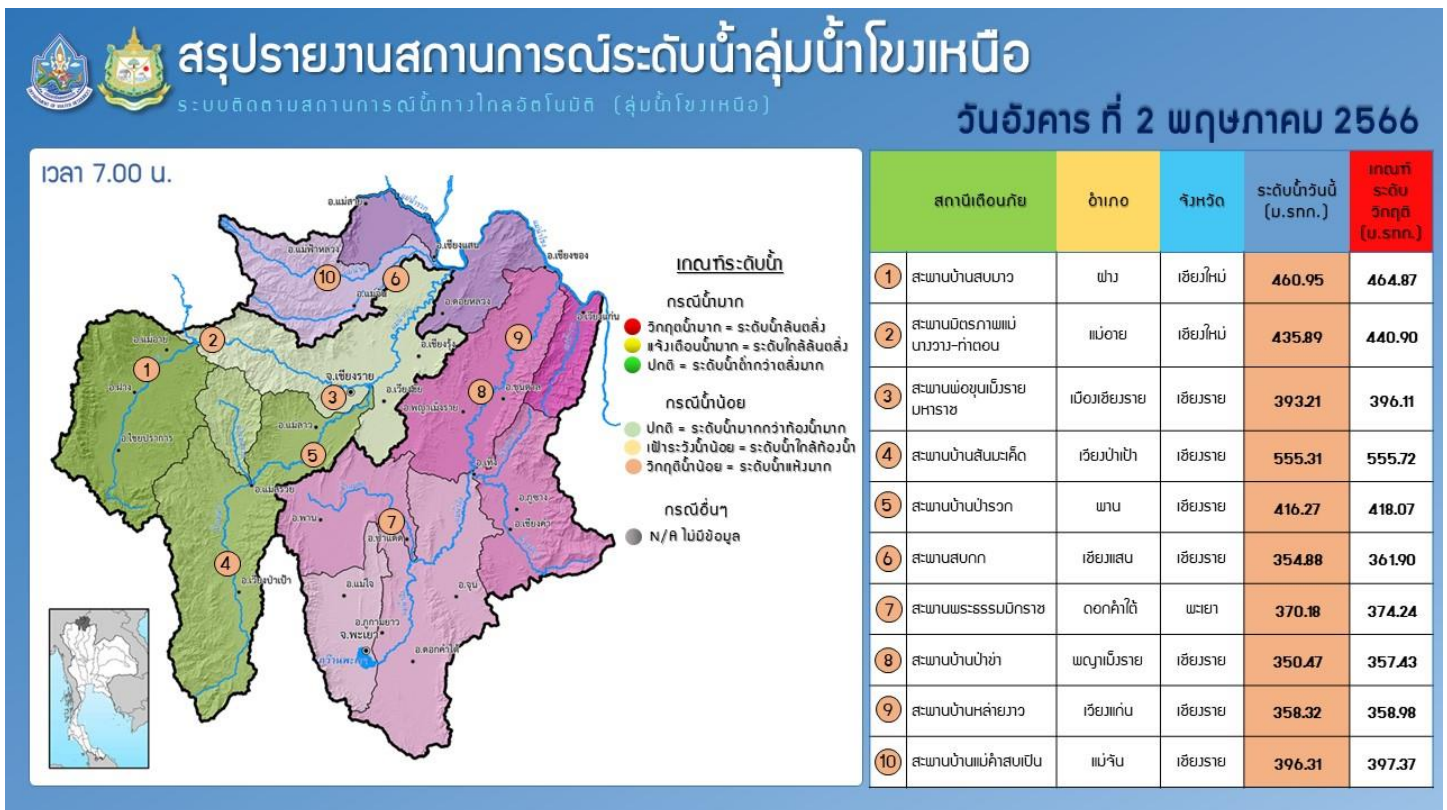 สรุปรายงานสถานการณ์ระดับน้ำลุ่มน้ำโขงเหนือ
ระบบติดตามสถานการณ์น้ำทางไกลอัตโนมัติ (ลุ่มน้ำโขงเหนือ)
วันอังคาร ที่ 2 พฤษภาคม 2566
เวลา 7.00 น.
อ.แม่สาย
อ.แม่ฟ้าหลวง
อ.เชียงแสน
อ.เชียงของ
10
6
อ.แม่จัน
อ.ดอยหลวง
อ.เวียงแก่น
9
อ.แม่อาย
2
อ.เชียงรุ้ง
1
จ.เชียงราย
8
อ.ขุนตาล
อ.ฝาง
3
อ.เวียงชัย
อ.พญาเม็งราย
อ.แม่ลาว
อ.ไชยปราการ
5
อ.เทิง
อ.แม่สรวย
อ.ภูซาง
อ.พาน
7
อ.เชียงคำ
อ.ป่าแดด
4
อ.เวียงป่าเป้า
อ.แม่ใจ
อ.จุน
อ.ภูกามยาว
จ.พะเยา
กว๊านพะเยา
อ.ดอกคำใต้
เกณฑ์ระดับน้ำ
กรณีน้ำมาก
วิกฤตน้ำมาก = ระดับน้ำล้นตลิ่ง
แจ้งเตือนน้ำมาก = ระดับใกล้ล้นตลิ่ง
ปกติ = ระดับน้ำต่ำกว่าตลิ่งมาก
กรณีน้ำน้อย
ปกติ = ระดับน้ำมากกว่าท้องน้ำมาก
เฝ้าระวังน้ำน้อย = ระดับน้ำใกล้ท้องน้ำ
วิกฤติน้ำน้อย = ระดับน้ำแห้งมาก
กรณีอื่นๆ
N/A ไม่มีข้อมูล
สถานีเตือนภัย อำเภอ จังหวัด ระดับน้ำวันนี้ (ม.รทก.) เกณฑ์ระดับวิกฤติ (ม.รทก.)
1 สะพานบ้านสบมาว ฝาง เชียงใหม่ 460.95 464.87
2 สะพานมิตรภาพแม่นางวาง-ท่าตอน แม่อาย เชียงใหม่ 435.89 440.90
3 สะพานพ่อขุนเม็งรายมหาราช เมืองเชียงราย เชียงราย 393.21 396.11
4 สะพานบ้านสันมะเค็ด เวียงป่าเป้า เชียงราย 555.31 555.72
5 สะพานบ้านป่ารวก พาน เชียงราย 416.27 418.07
6 สะพานสบกก เชียงแสน เชียงราย 354.88 361.90
7 สะพานพระธรรมมิกราช ดอกคำใต้ พะเยา 370.18 374.24
8 สะพานบ้านป่าข่า พญาเม็งราย เชียงราย 350.47 357.43
9 สะพานบ้านหล่ายงาว เวียงแก่น เชียงราย 358.32 358.98
10 สะพานบ้านแม่คำสบเปิน แม่จัน เชียงราย 396.31 397.37